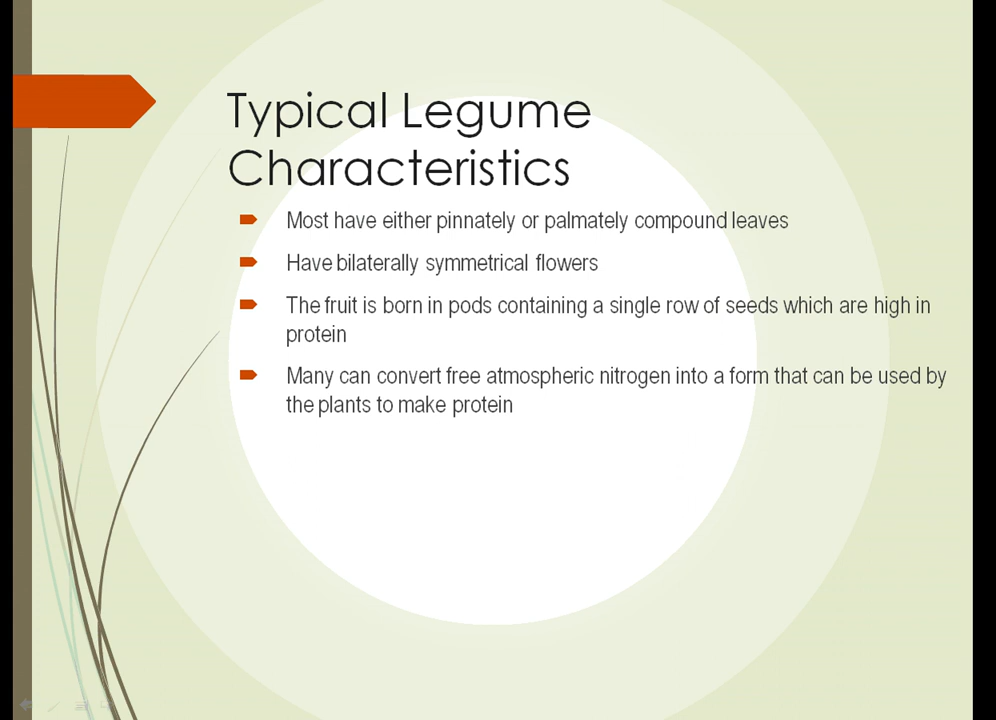 Typical Legume
Characteristics
Most have either pinnately or palmately compound leaves
Have bilaterally symmetrical flowers
The fruit is born in pods containing a single row of seeds which are high in
protein
Many can convert free atmospheric nitrogen into a form that can be used by
the plants to make protein